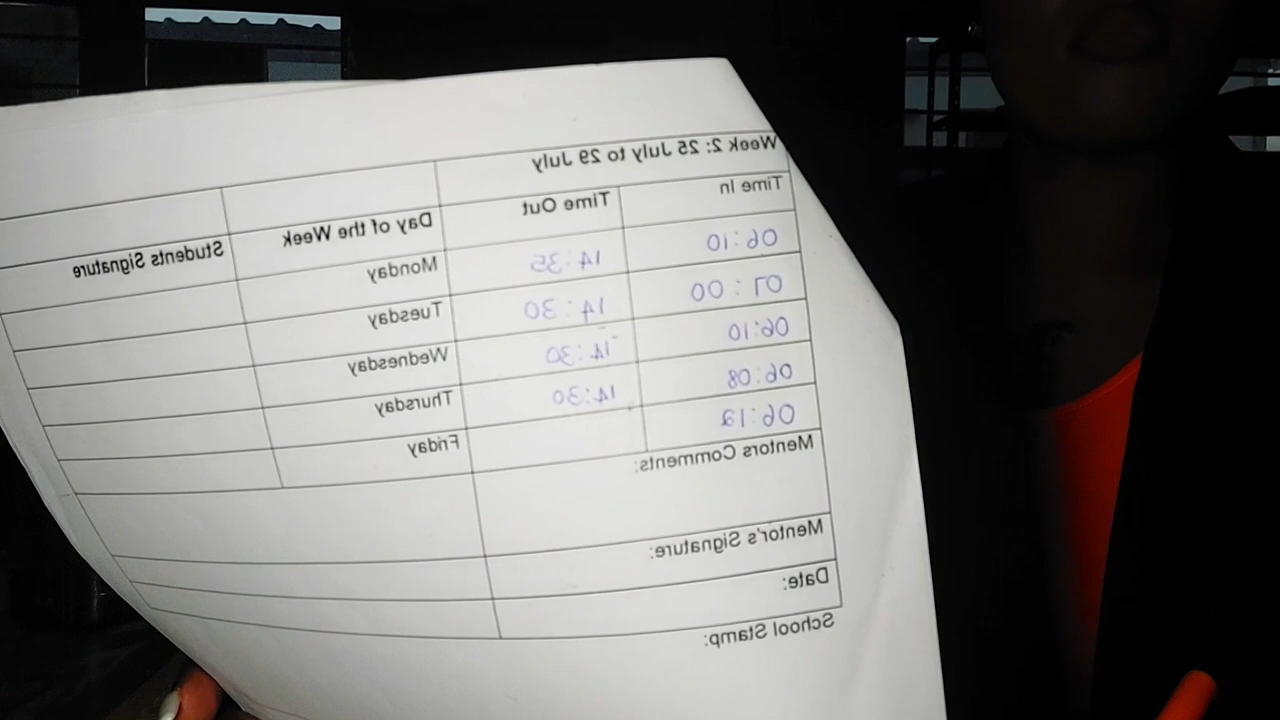 Week 2: 25 July to 29 July
Time In Time Out Day of the Week Students Signature
06:10 14:35 Monday
07:00 14:30 Tuesday
06:10 14:30 Wednesday
06:08 14:30 Thursday
06:12 Friday
Mentors Comments:
Mentor's Signature:
Date:
School Stamp: